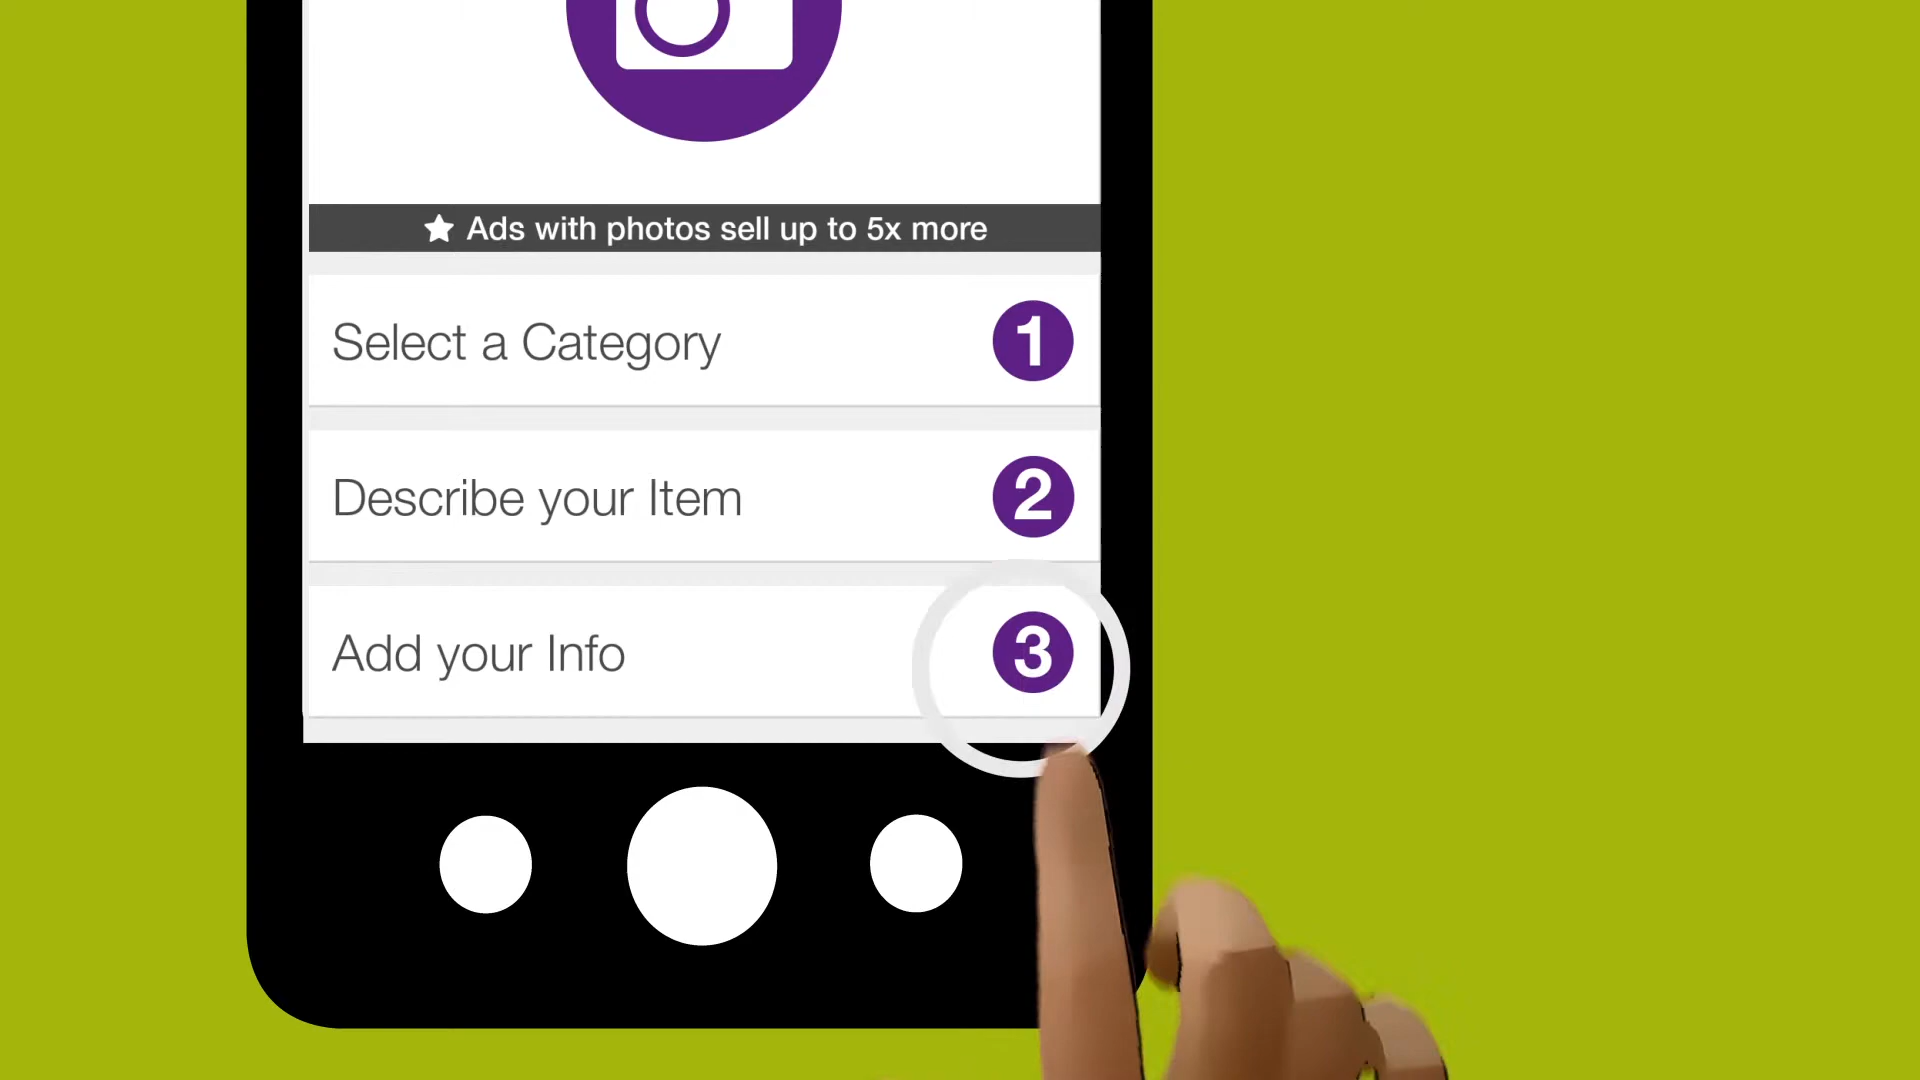 Ads with photos sell up to 5x more
Select a Category 1
Describe your Item 2
Add your Info 3